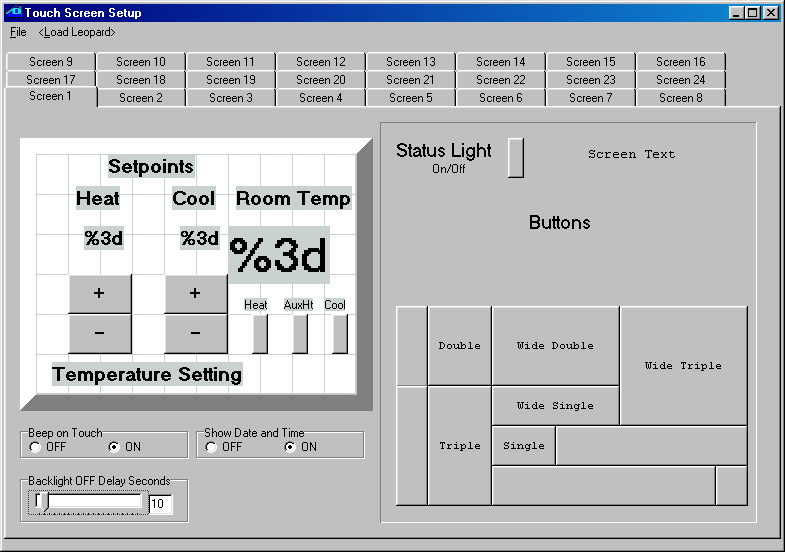 Touch Screen Setup
File <Load Leopard>
Screen 9 Screen 10 Screen 11 Screen 12 Screen 13 Screen 14 Screen 15 Screen 16
Screen 17 Screen 18 Screen 19 Screen 20 Screen 21 Screen 22 Screen 23 Screen 24
Screen 1 Screen 2 Screen 3 Screen 4 Screen 5 Screen 6 Screen 7 Screen 8
Setpoints
Heat Cool Room Temp
%3d %3d %3d
+ +
Heat AuxHt Cool
- -
Temperature Setting
Beep on Touch
OFF ON
Show Date and Time
OFF ON
Backlight OFF Delay Seconds
10
Status Light
On/Off
Screen Text
Buttons
Double Wide Double Wide Triple
Wide Single
Triple Single